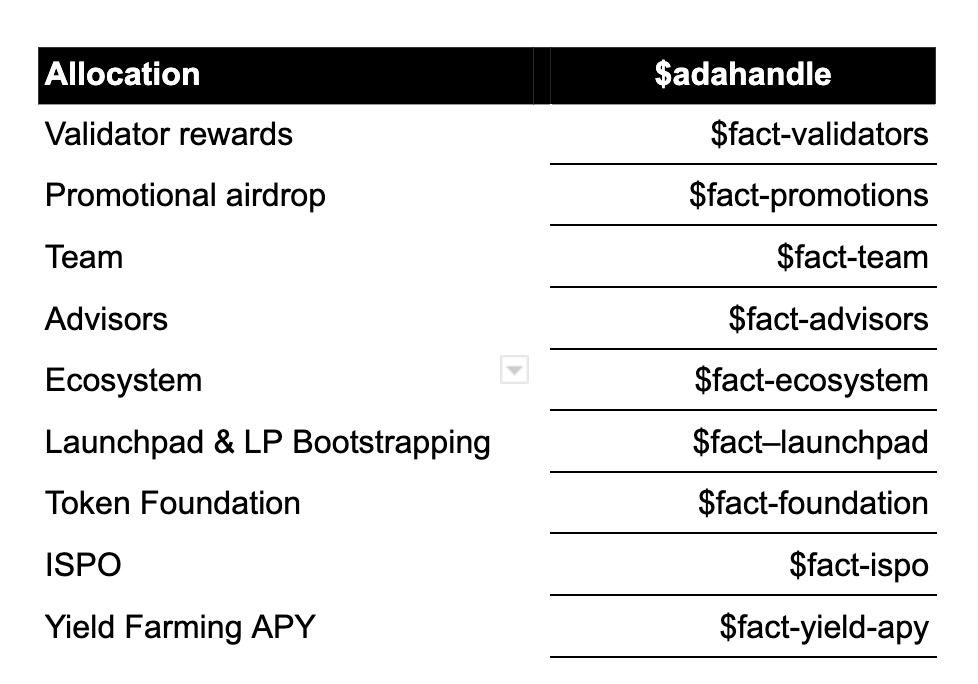 Allocation $adahandle
Validator rewards $fact-validators
Promotional airdrop $fact-promotions
Team $fact-team
Advisors $fact-advisors
Ecosystem $fact-ecosystem
Launchpad & LP Bootstrapping $fact–launchpad
Token Foundation $fact-foundation
ISPO $fact-ispo
Yield Farming APY $fact-yield-apy